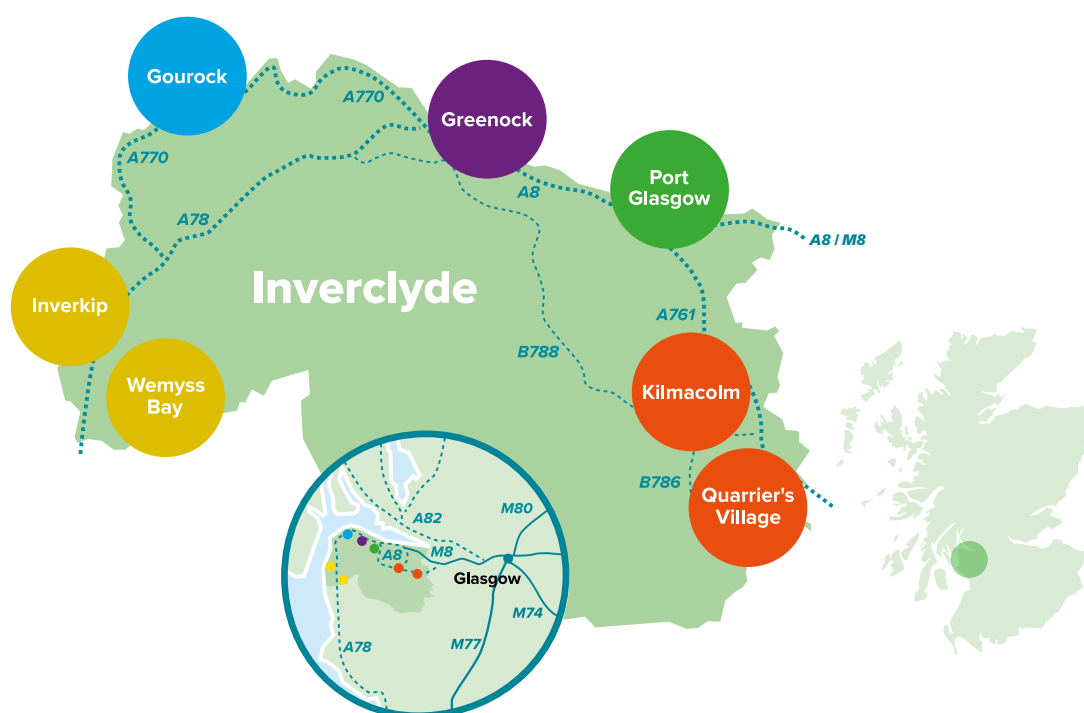 Gourock
A770
Greenock
A770
Port
Glasgow
A8
A78
A8 / M8
Inverclyde
Inverkip
A761
B788
Wemyss
Bay
Kilmacolm
B786
Quarrier's
Village
A82
M80
A8
M8
Glasgow
M74
A78
M77